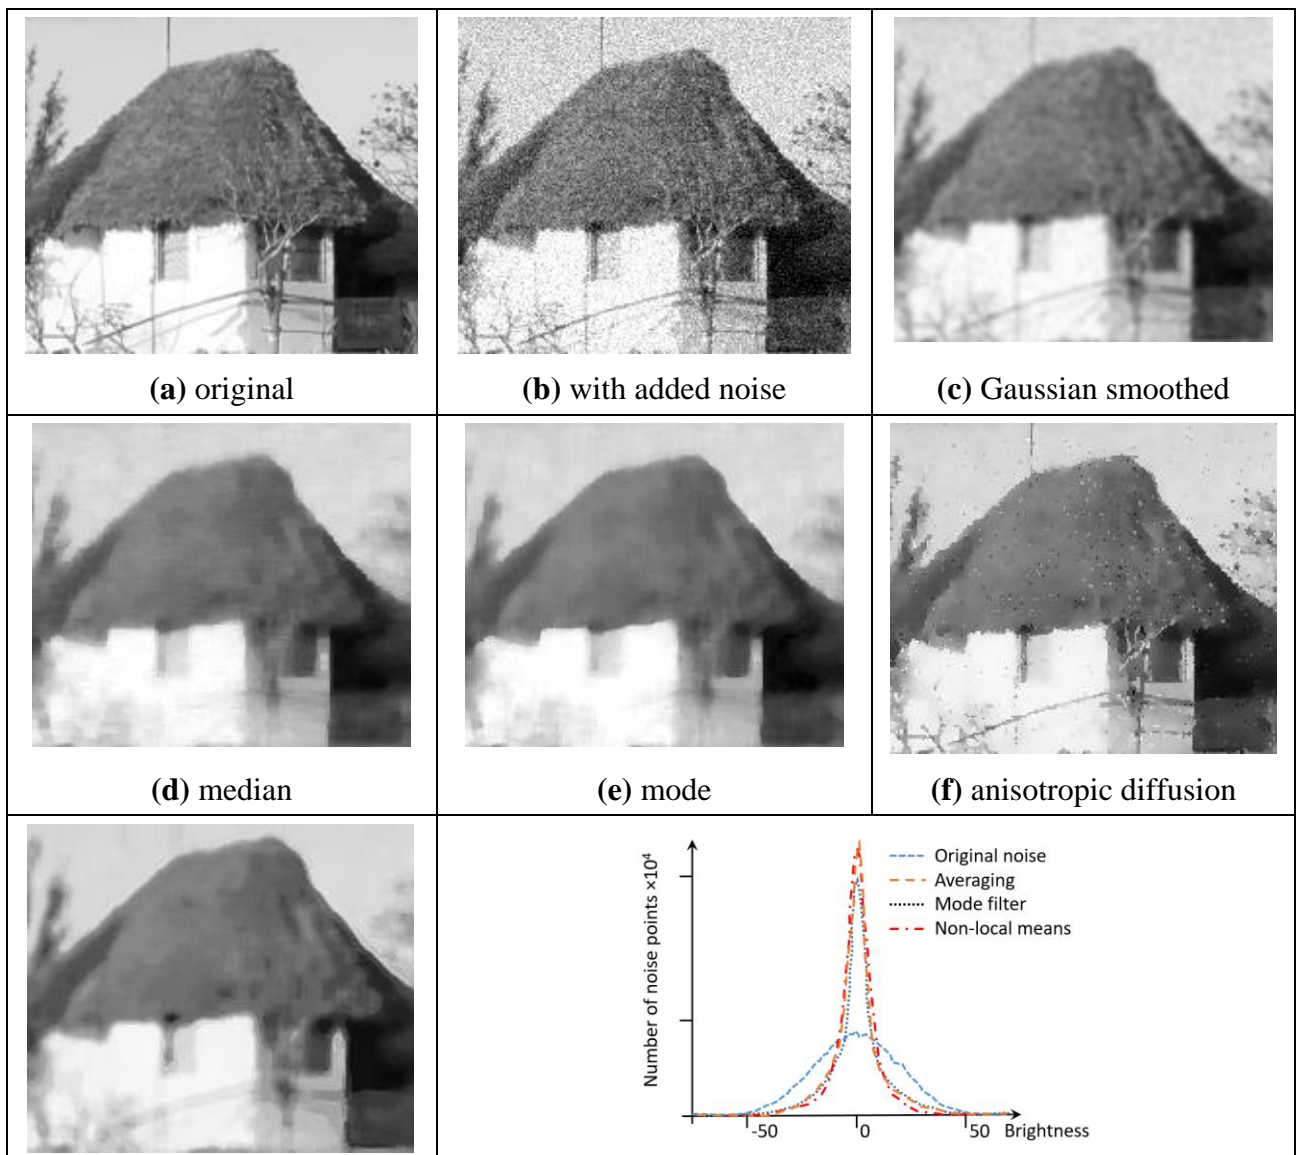 (a) original
(b) with added noise
(c) Gaussian smoothed
(d) median
(e) mode
(f) anisotropic diffusion
Number of noise points ×10⁴
Original noise
Averaging
Mode filter
Non-local means
-50
0
50
Brightness